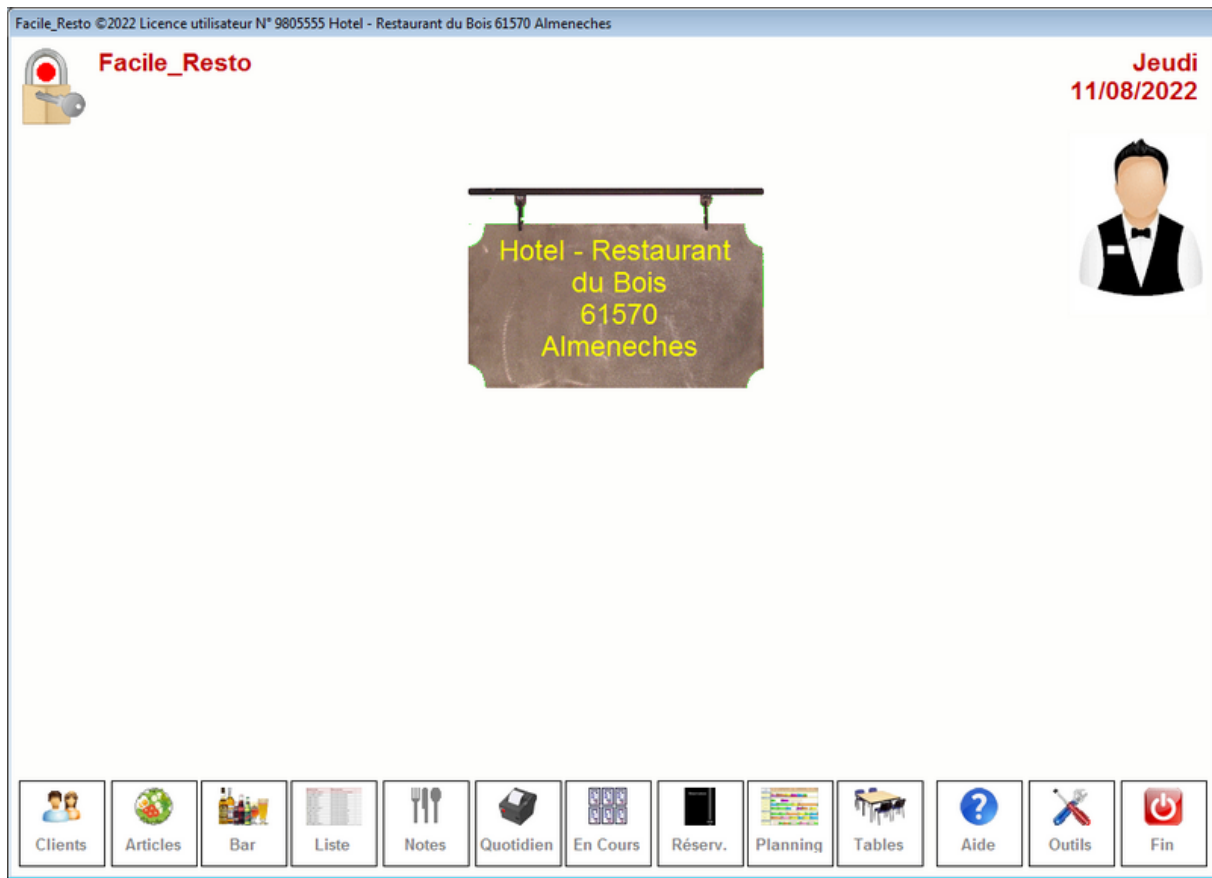 Facile_Resto ©2022 Licence utilisateur N° 9805555 Hotel - Restaurant du Bois 61570 Almeneches
Facile_Resto
Jeudi
11/08/2022
Hotel - Restaurant
du Bois
61570
Almeneches
Clients
Articles
Bar
Liste
Notes
Quotidien
En Cours
Réserv.
Planning
Tables
Aide
Outils
Fin